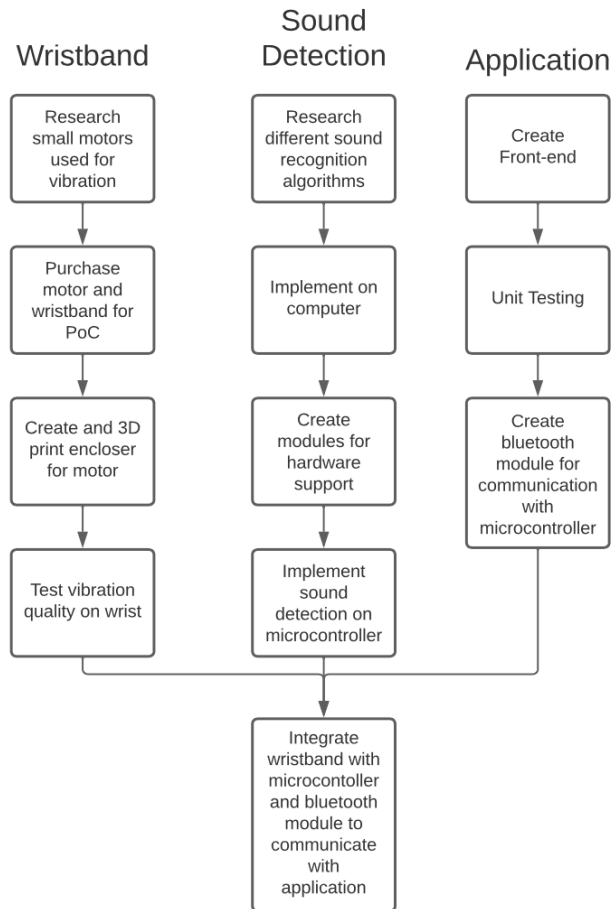 Wristband
Sound
Detection
Application
Research
small motors
used for
vibration
Purchase
motor and
wristband for
PoC
Create and 3D
print encloser
for motor
Test vibration
quality on wrist
Research
different sound
recognition
algorithms
Implement on
computer
Create
modules for
hardware
support
Implement
sound
detection on
microcontroller
Create
Front-end
Unit Testing
Create
bluetooth
module for
communication
with
microcontroller
Integrate
wristband with
microcontoller
and bluetooth
module to
communicate
with
application